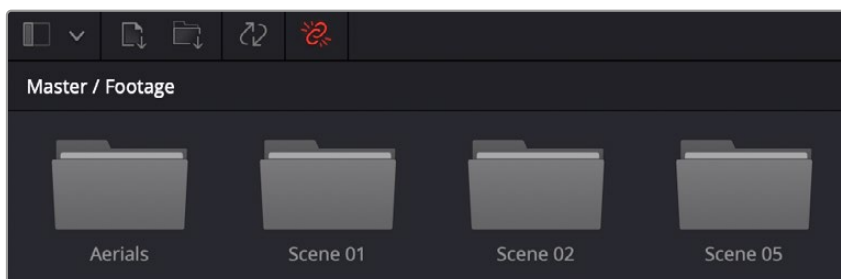 Master / Footage
Aerials
Scene 01
Scene 02
Scene 05